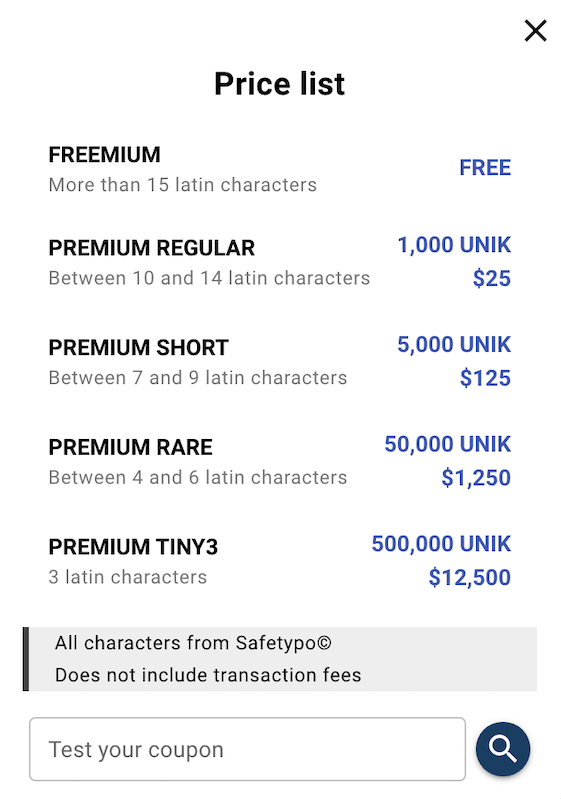 Price list
FREEMIUM
More than 15 latin characters
FREE
PREMIUM REGULAR
Between 10 and 14 latin characters
1,000 UNIK
$25
PREMIUM SHORT
Between 7 and 9 latin characters
5,000 UNIK
$125
PREMIUM RARE
Between 4 and 6 latin characters
50,000 UNIK
$1,250
PREMIUM TINY3
3 latin characters
500,000 UNIK
$12,500
All characters from Safetypo©
Does not include transaction fees
Test your coupon